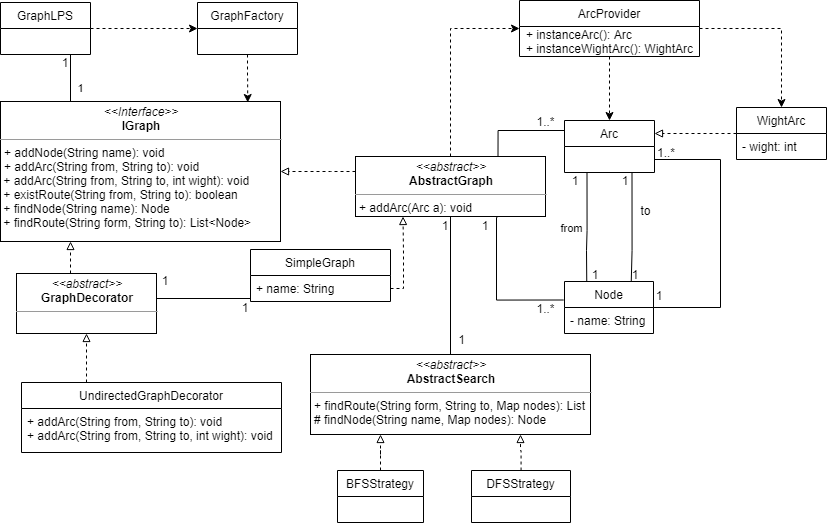 GraphLPS
GraphFactory
ArcProvider
+ instanceArc(): Arc
+ instanceWightArc(): WightArc
1
1
<<Interface>>
IGraph
+ addNode(String name): void
+ addArc(String from, String to): void
+ addArc(String from, String to, int wight): void
+ existRoute(String from, String to): boolean
+ findNode(String name): Node
+ findRoute(String form, String to): List<Node>
1..*
Arc
WightArc
- wight: int
1..*
<<abstract>>
AbstractGraph
+ addArc(Arc a): void
1
1
from
to
1
1
SimpleGraph
+ name: String
<<abstract>>
GraphDecorator
1
1
1
1
1..*
Node
- name: String
1
1
<<abstract>>
AbstractSearch
+ findRoute(String form, String to, Map nodes): List
# findNode(String name, Map nodes): Node
UndirectedGraphDecorator
+ addArc(String from, String to): void
+ addArc(String from, String to, int wight): void
BFSStrategy
DFSStrategy